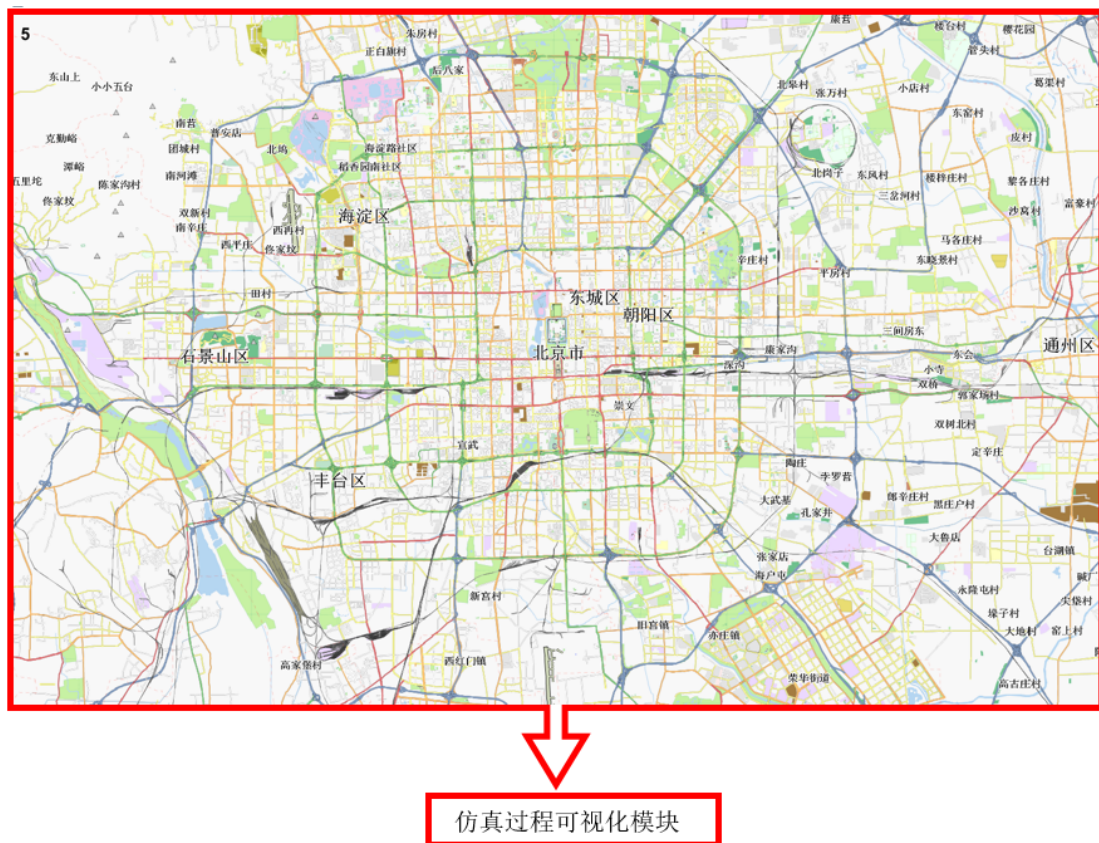 5
康营
楼台村
樱花园
朱房村
正白旗村
管头村
后八家
东山上
小小五台
北皋村
张万村
小店村
葛渠村
东窑村
南营
普安店
克勤峪
团城村
北坞
海淀路社区
皮村
潭峪
稻香园南社区
五里坨
陈家沟村
南河滩
北岗子
东风村
楼梓庄村
黎各庄村
佟家坟
三岔河村
富豪村
双新村
海淀区
沙窝村
南辛庄
西冉村
西平庄
佟家坟
马各庄村
辛庄村
东晓景村
平房村
田村
东城区
朝阳区
三间房东
石景山区
北京市
康家沟
通州区
东会
深沟
小寺
双桥
郭家场村
崇文
双树北村
宣武
定辛庄
丰台区
陶庄
李罗营
大武基
郎辛庄村
黑庄户村
孔家井
大鲁店
张家店
台湖镇
海户屯
碱厂
永隆屯村
新宫村
尖垡村
垛子村
旧宫镇
亦庄镇
大地村
窑上村
高家堡村
西红门镇
荣华街道
高古庄村
仿真过程可视化模块